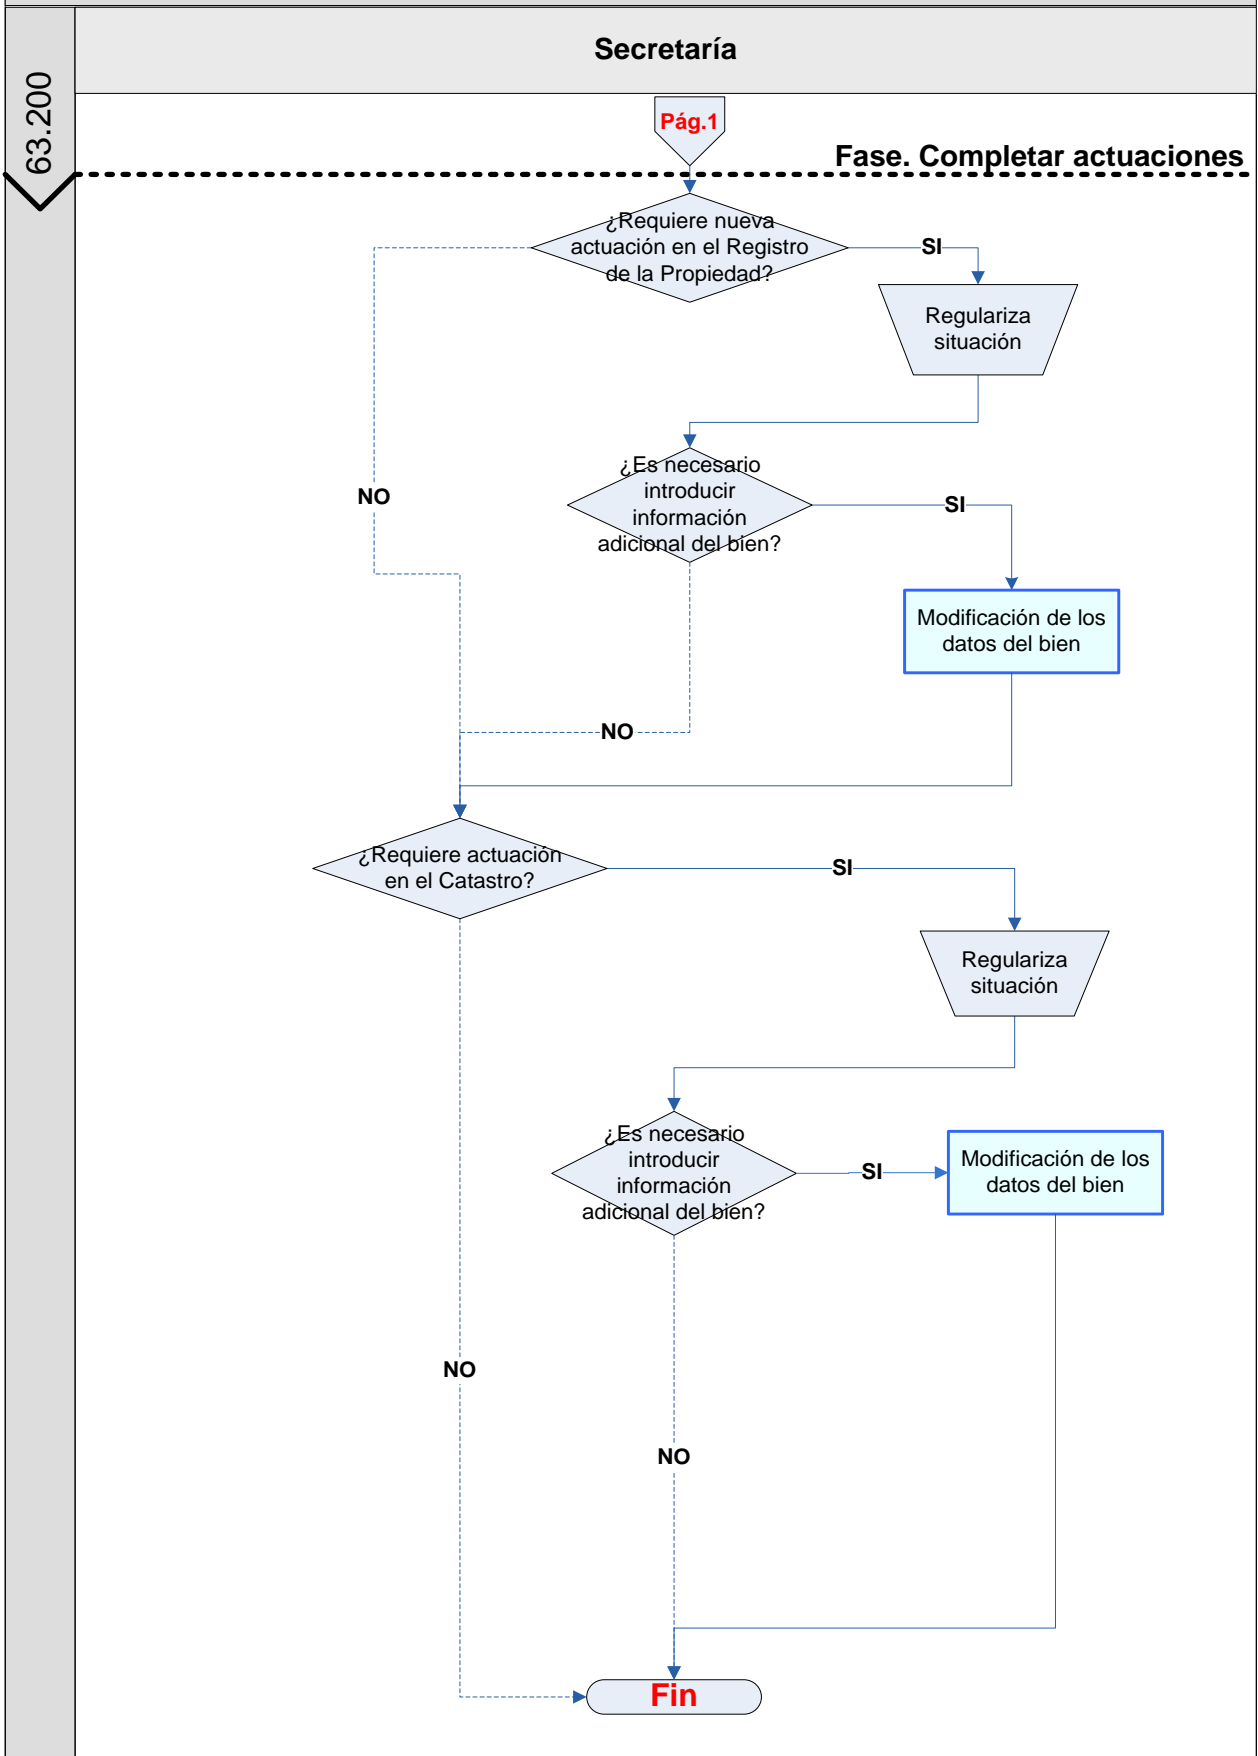 Secretaría
63.200
Pág.1
Fase. Completar actuaciones
¿Requiere nueva
actuación en el Registro
de la Propiedad?
SI
Regulariza
situación
NO
¿Es necesario
introducir
información
adicional del bien?
SI
Modificación de los
datos del bien
NO
¿Requiere actuación
en el Catastro?
SI
Regulariza
situación
¿Es necesario
introducir
información
adicional del bien?
SI
Modificación de los
datos del bien
NO
NO
Fin